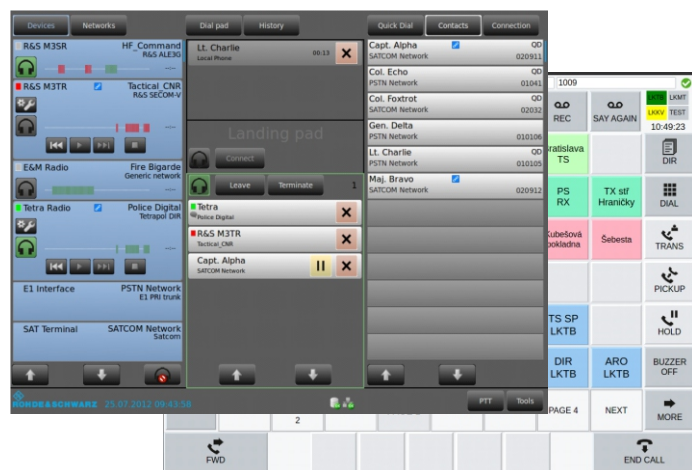 Devices
Networks
Dial pad
History
Quick Dial
Contacts
Connection
R&S M3SR
HF_Command
R&S ALE3G
--:--
R&S M3TR
Tactical_CNR
R&S SECOM-V
--:--
E&M Radio
Fire Bigarde
Generic network
--:--
Tetra Radio
Police Digital
Tetrapol DIR
--:--
E1 Interface
PSTN Network
E1 PRI trunk
SAT Terminal
SATCOM Network
Satcom
Lt. Charlie
Local Phone
00:13
Landing pad
Connect
Leave
Terminate
1
Tetra
Police Digital
R&S M3TR
Tactical_CNR
Capt. Alpha
SATCOM Network
Capt. Alpha
QD
SATCOM Network
020911
Col. Echo
QD
PSTN Network
01041
Col. Foxtrot
QD
SATCOM Network
02032
Gen. Delta
PSTN Network
010106
Lt. Charlie
QD
PSTN Network
010105
Maj. Bravo
SATCOM Network
020912
ROHDE&SCHWARZ 25.07.2012 09:43:58
PTT
Tools
1009
REC
SAY AGAIN
LKTB
LKMT
LKKV
TEST
10:49:23
ratislava
TS
DIR
PS
RX
TX stř
Hraničky
DIAL
Kubešová
pokladna
Šebesta
TRANS
PICKUP
TS SP
LKTB
HOLD
DIR
LKTB
ARO
LKTB
BUZZER
OFF
2
PAGE 4
NEXT
MORE
FWD
END CALL